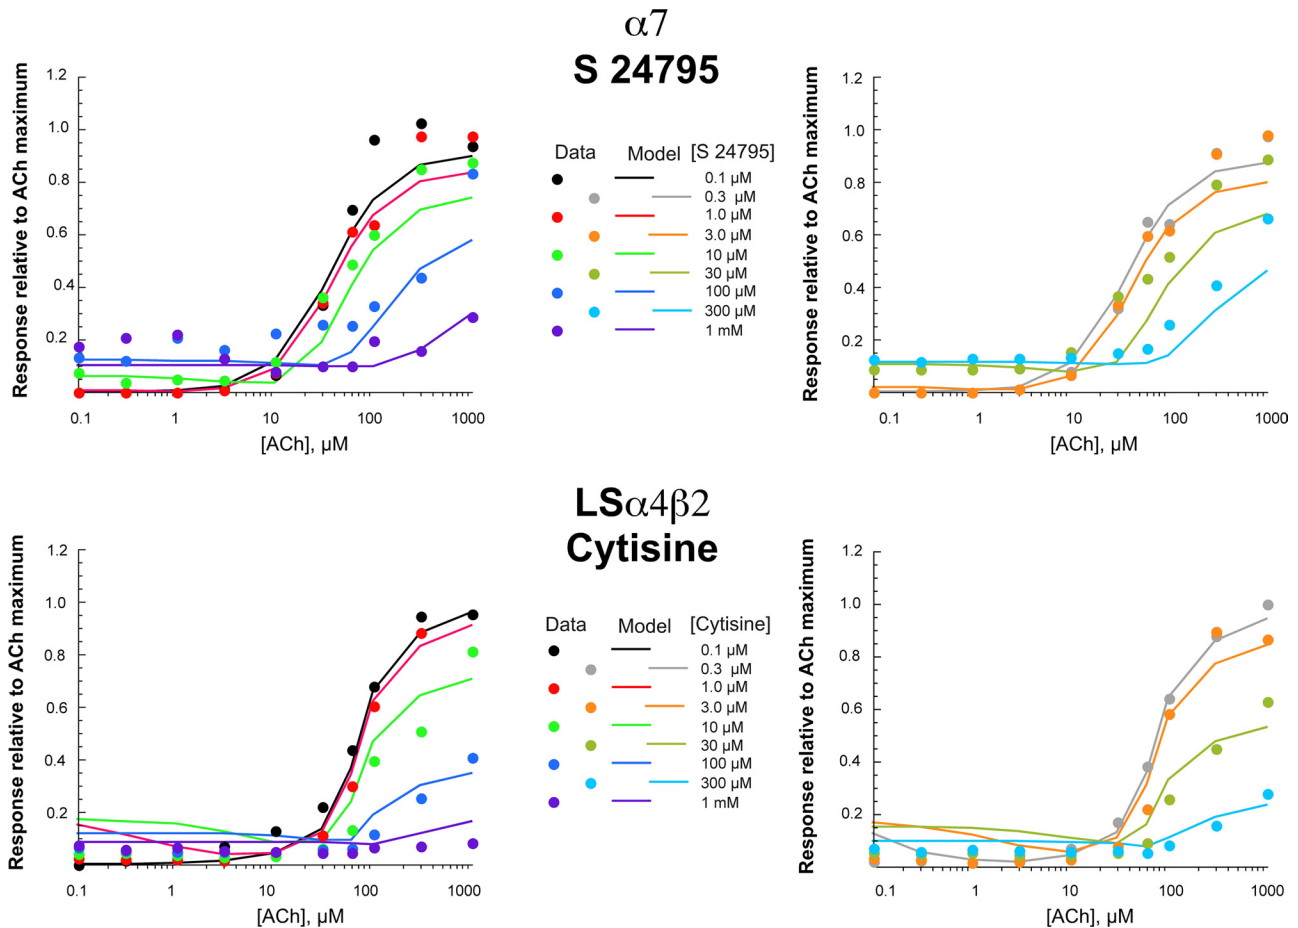 α7
S 24795
Response relative to ACh maximum
1.2
1.0
0.8
0.6
0.4
0.2
0.1
1
10
100
1000
[ACh], µM
Data Model [S 24795]
0.1 µM
0.3 µM
1.0 µM
3.0 µM
10 µM
30 µM
100 µM
300 µM
1 mM
Response relative to ACh maximum
1.2
1.0
0.8
0.6
0.4
0.2
0.1
1
10
100
1000
[ACh], µM
LSα4β2
Cytisine
Response relative to ACh maximum
1.2
1.0
0.8
0.6
0.4
0.2
0.1
1
10
100
1000
[ACh], µM
Data Model [Cytisine]
0.1 µM
0.3 µM
1.0 µM
3.0 µM
10 µM
30 µM
100 µM
300 µM
1 mM
Response relative to ACh maximum
1.2
1.0
0.8
0.6
0.4
0.2
0.1
1
10
100
1000
[ACh], µM